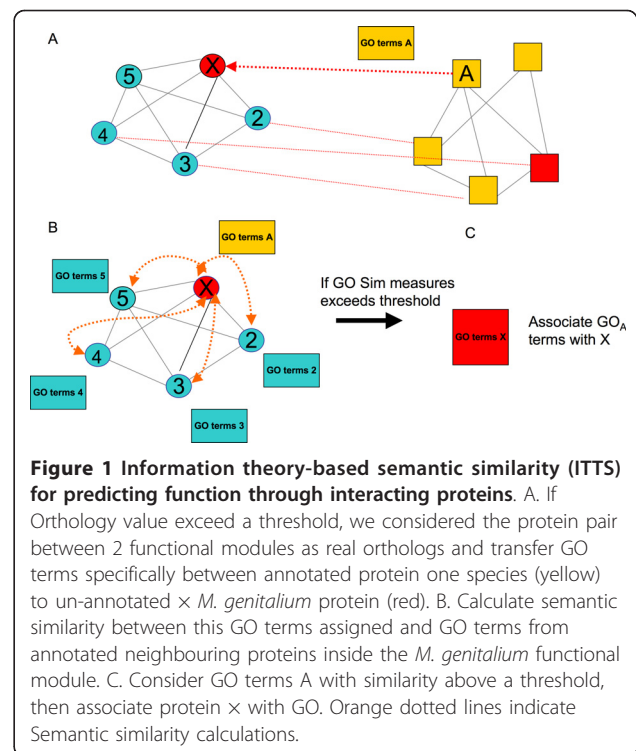 A
GO terms A
X
5
A
2
4
3
B
C
GO terms A
GO terms 5
X
5
If GO Sim measures
exceeds threshold
GO terms X
Associate GOA
terms with X
2
4
3
GO terms 2
GO terms 4
GO terms 3
Figure 1 Information theory-based semantic similarity (ITTS)
for predicting function through interacting proteins. A. If
Orthology value exceed a threshold, we considered the protein pair
between 2 functional modules as real orthologs and transfer GO
terms specifically between annotated protein one species (yellow)
to un-annotated × M. genitalium protein (red). B. Calculate semantic
similarity between this GO terms assigned and GO terms from
annotated neighbouring proteins inside the M. genitalium functional
module. C. Consider GO terms A with similarity above a threshold,
then associate protein × with GO. Orange dotted lines indicate
Semantic similarity calculations.